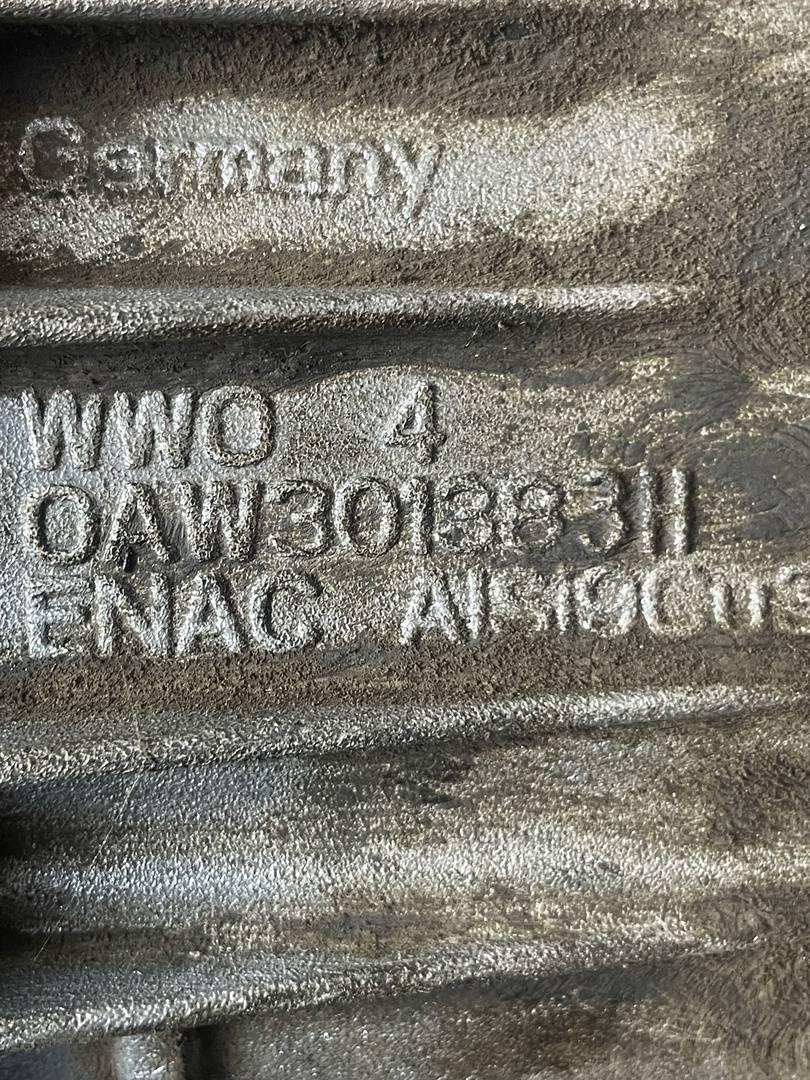 Germany
WWO 4
0AW301383H
ENAC AlSi9Cu3